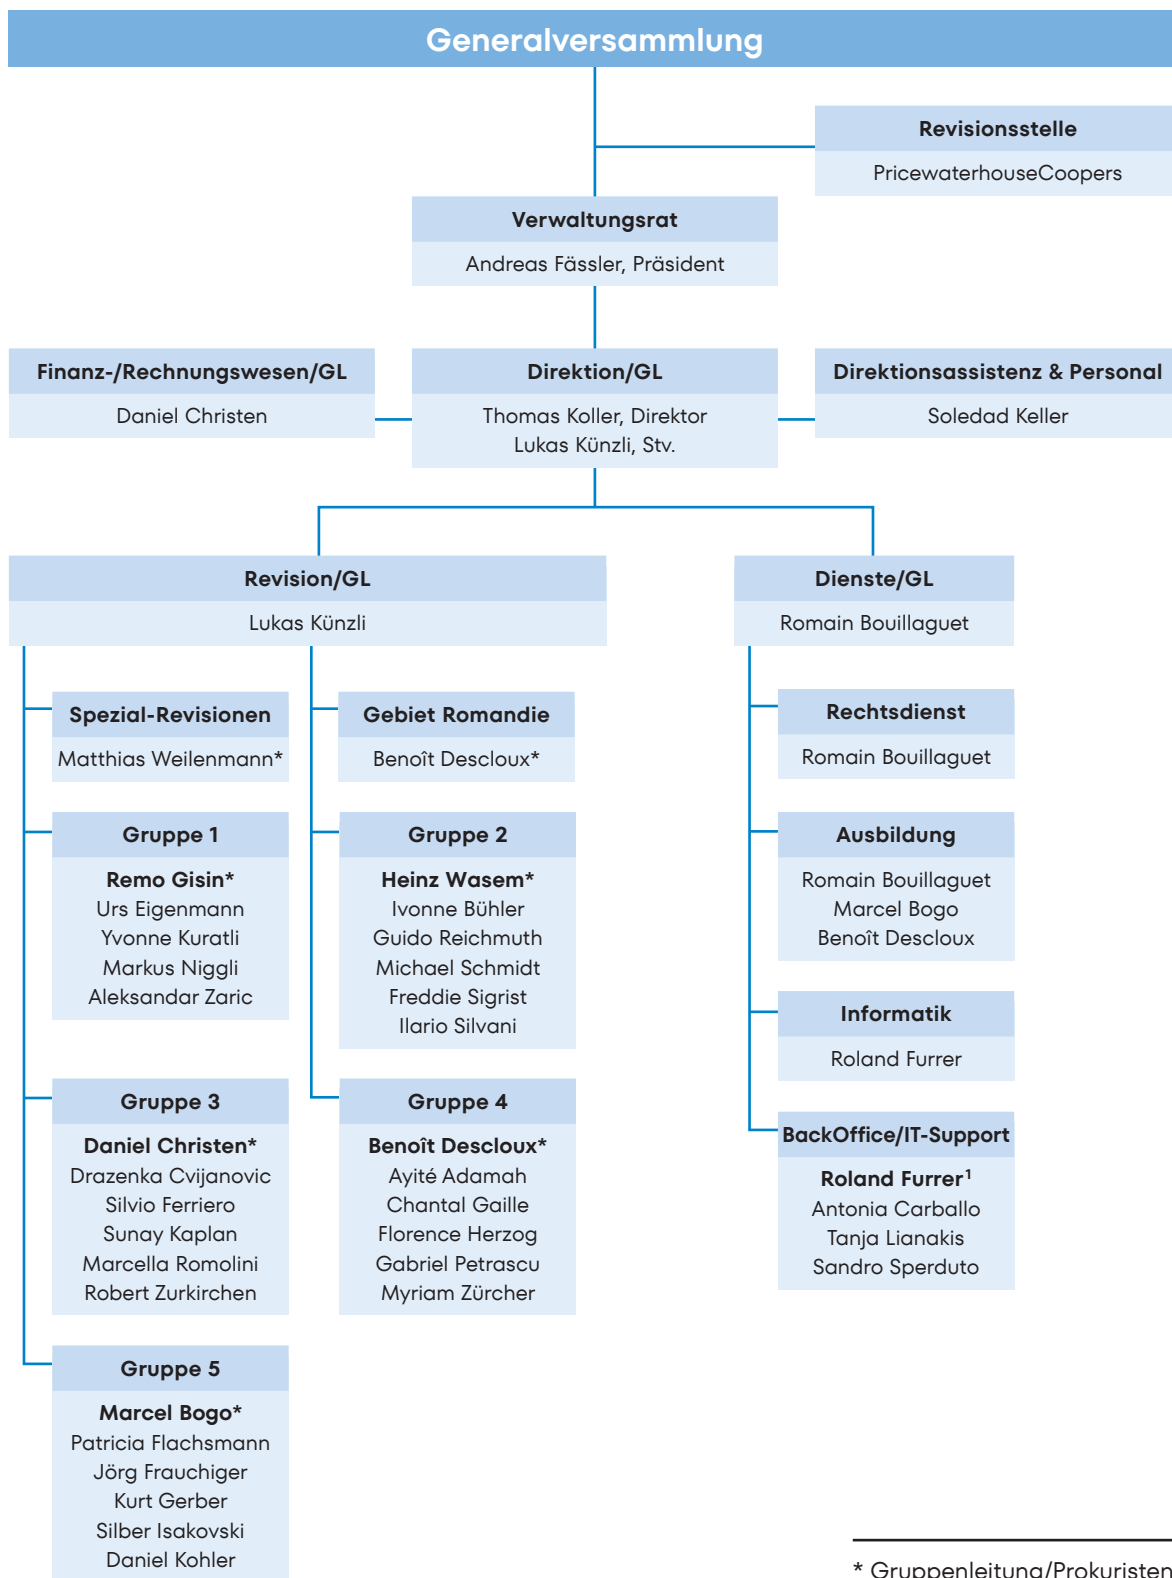 Generalversammlung
Revisionsstelle
PricewaterhouseCoopers
Verwaltungsrat
Andreas Fässler, Präsident
Finanz-/Rechnungswesen/GL
Daniel Christen
Direktion/GL
Thomas Koller, Direktor
Lukas Künzli, Stv.
Direktionsassistenz & Personal
Soledad Keller
Revision/GL
Lukas Künzli
Dienste/GL
Romain Bouillaguet
Spezial-Revisionen
Matthias Weilenmann*
Gebiet Romandie
Benoît Descloux*
Rechtsdienst
Romain Bouillaguet
Gruppe 1
Remo Gisin*
Urs Eigenmann
Yvonne Kuratli
Markus Niggli
Aleksandar Zaric
Gruppe 2
Heinz Wasem*
Ivonne Bühler
Guido Reichmuth
Michael Schmidt
Freddie Sigrist
Ilario Silvani
Ausbildung
Romain Bouillaguet
Marcel Bogo
Benoît Descloux
Informatik
Roland Furrer
Gruppe 3
Daniel Christen*
Drazenka Cvijanovic
Silvio Ferriero
Sunay Kaplan
Marcella Romolini
Robert Zurkirchen
Gruppe 4
Benoît Descloux*
Ayité Adamah
Chantal Gaille
Florence Herzog
Gabriel Petrascu
Myriam Zürcher
BackOffice/IT-Support
Roland Furrer¹
Antonia Carballo
Tanja Lianakis
Sandro Sperduto
Gruppe 5
Marcel Bogo*
Patricia Flachsmann
Jörg Frauchiger
Kurt Gerber
Silber Isakovski
Daniel Kohler
* Gruppenleitung/Prokuristen